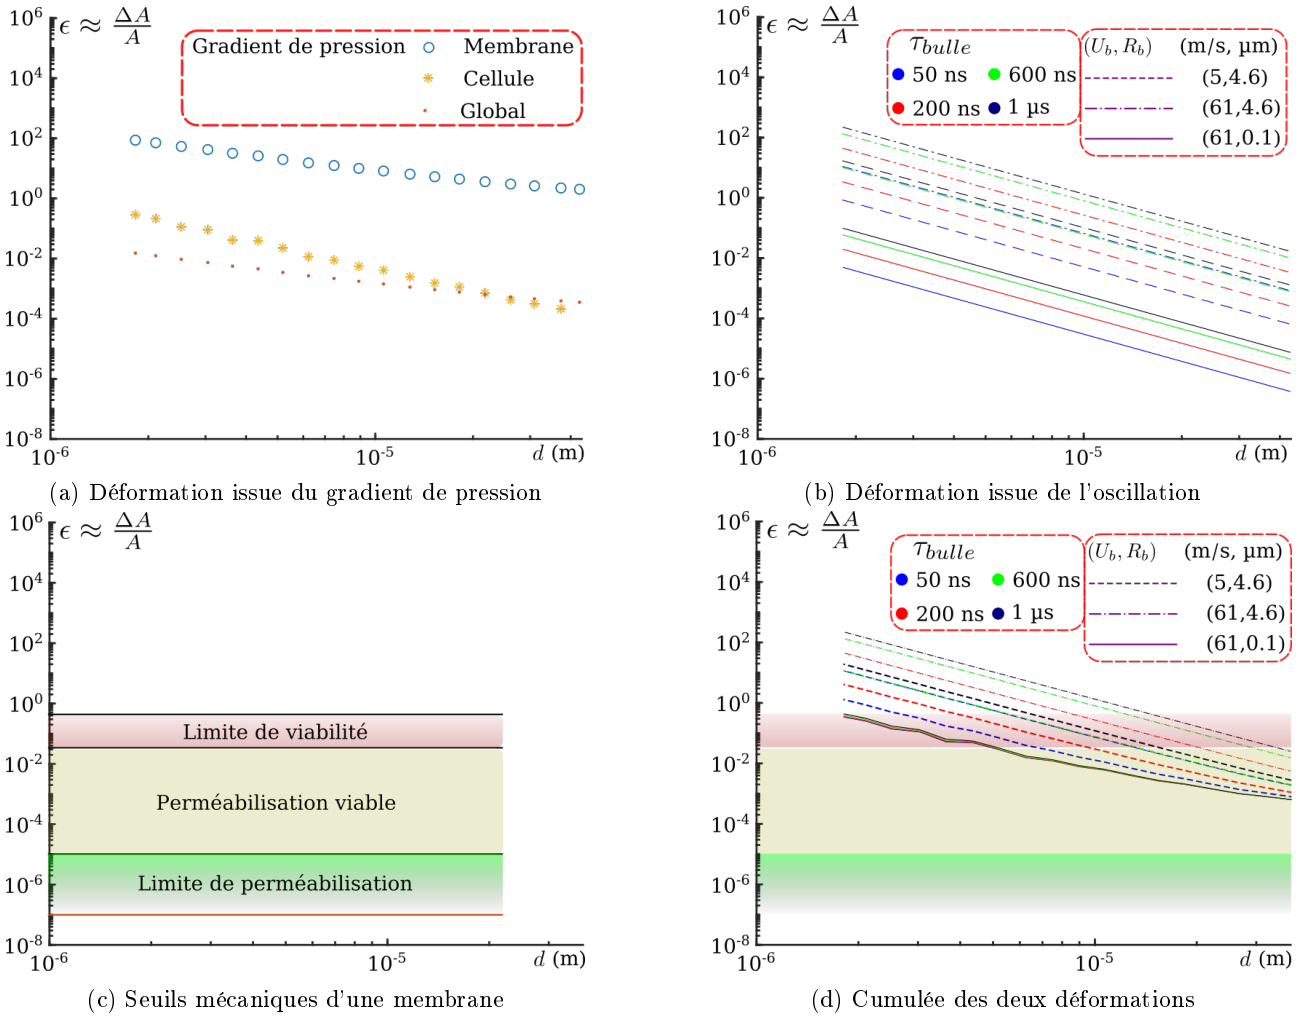 ϵ ≈ ΔA/A
Gradient de pression
Membrane
Cellule
Global
10^6
10^4
10^2
10^0
10^-2
10^-4
10^-6
10^-8
10^-6
10^-5
d (m)
(a) Déformation issue du gradient de pression
ϵ ≈ ΔA/A
τ_bulle
50 ns
600 ns
200 ns
1 µs
(U_b, R_b) (m/s, µm)
(5,4.6)
(61,4.6)
(61,0.1)
10^6
10^4
10^2
10^0
10^-2
10^-4
10^-6
10^-8
10^-6
10^-5
d (m)
(b) Déformation issue de l'oscillation
ϵ ≈ ΔA/A
10^6
10^4
10^2
10^0
10^-2
10^-4
10^-6
10^-8
Limite de viabilité
Perméabilisation viable
Limite de perméabilisation
10^-6
10^-5
d (m)
(c) Seuils mécaniques d'une membrane
ϵ ≈ ΔA/A
τ_bulle
50 ns
600 ns
200 ns
1 µs
(U_b, R_b) (m/s, µm)
(5,4.6)
(61,4.6)
(61,0.1)
10^6
10^4
10^2
10^0
10^-2
10^-4
10^-6
10^-8
10^-6
10^-5
d (m)
(d) Cumulée des deux déformations